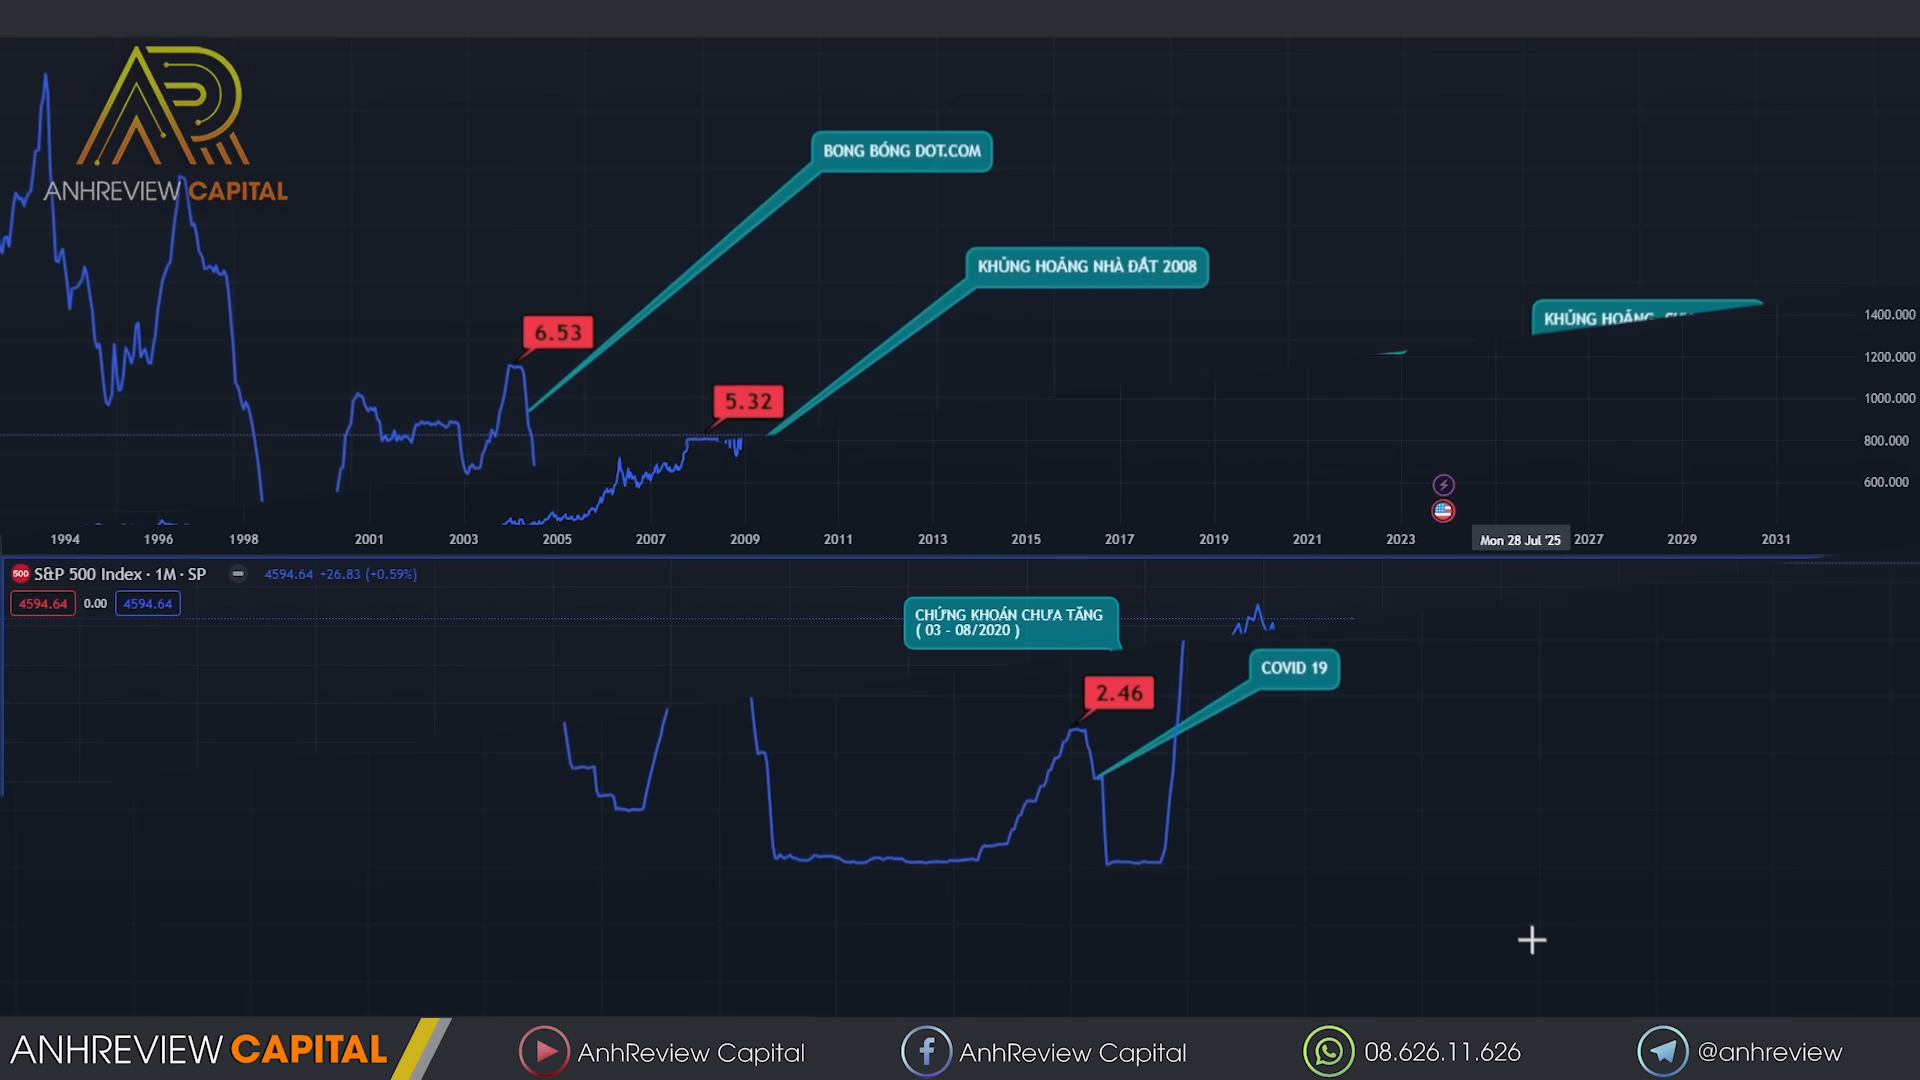 ANHREVIEW CAPITAL
BONG BÓNG DOT.COM
KHỦNG HOẢNG NHÀ ĐẤT 2008
KHỦNG HOẢNG
6.53
5.32
1400.000
1200.000
1000.000
800.000
600.000
1994 1996 1998 2001 2003 2005 2007 2009 2011 2013 2015 2017 2019 2021 2023 Mon 28 Jul '25 2027 2029 2031
500 S&P 500 Index · 1M · SP 4594.64 +26.83 (+0.59%)
4594.64 0.00 4594.64
CHỨNG KHOÁN CHƯA TĂNG
( 03 - 08/2020 )
COVID 19
2.46
ANHREVIEW CAPITAL AnhReview Capital AnhReview Capital 08.626.11.626 @anhreview